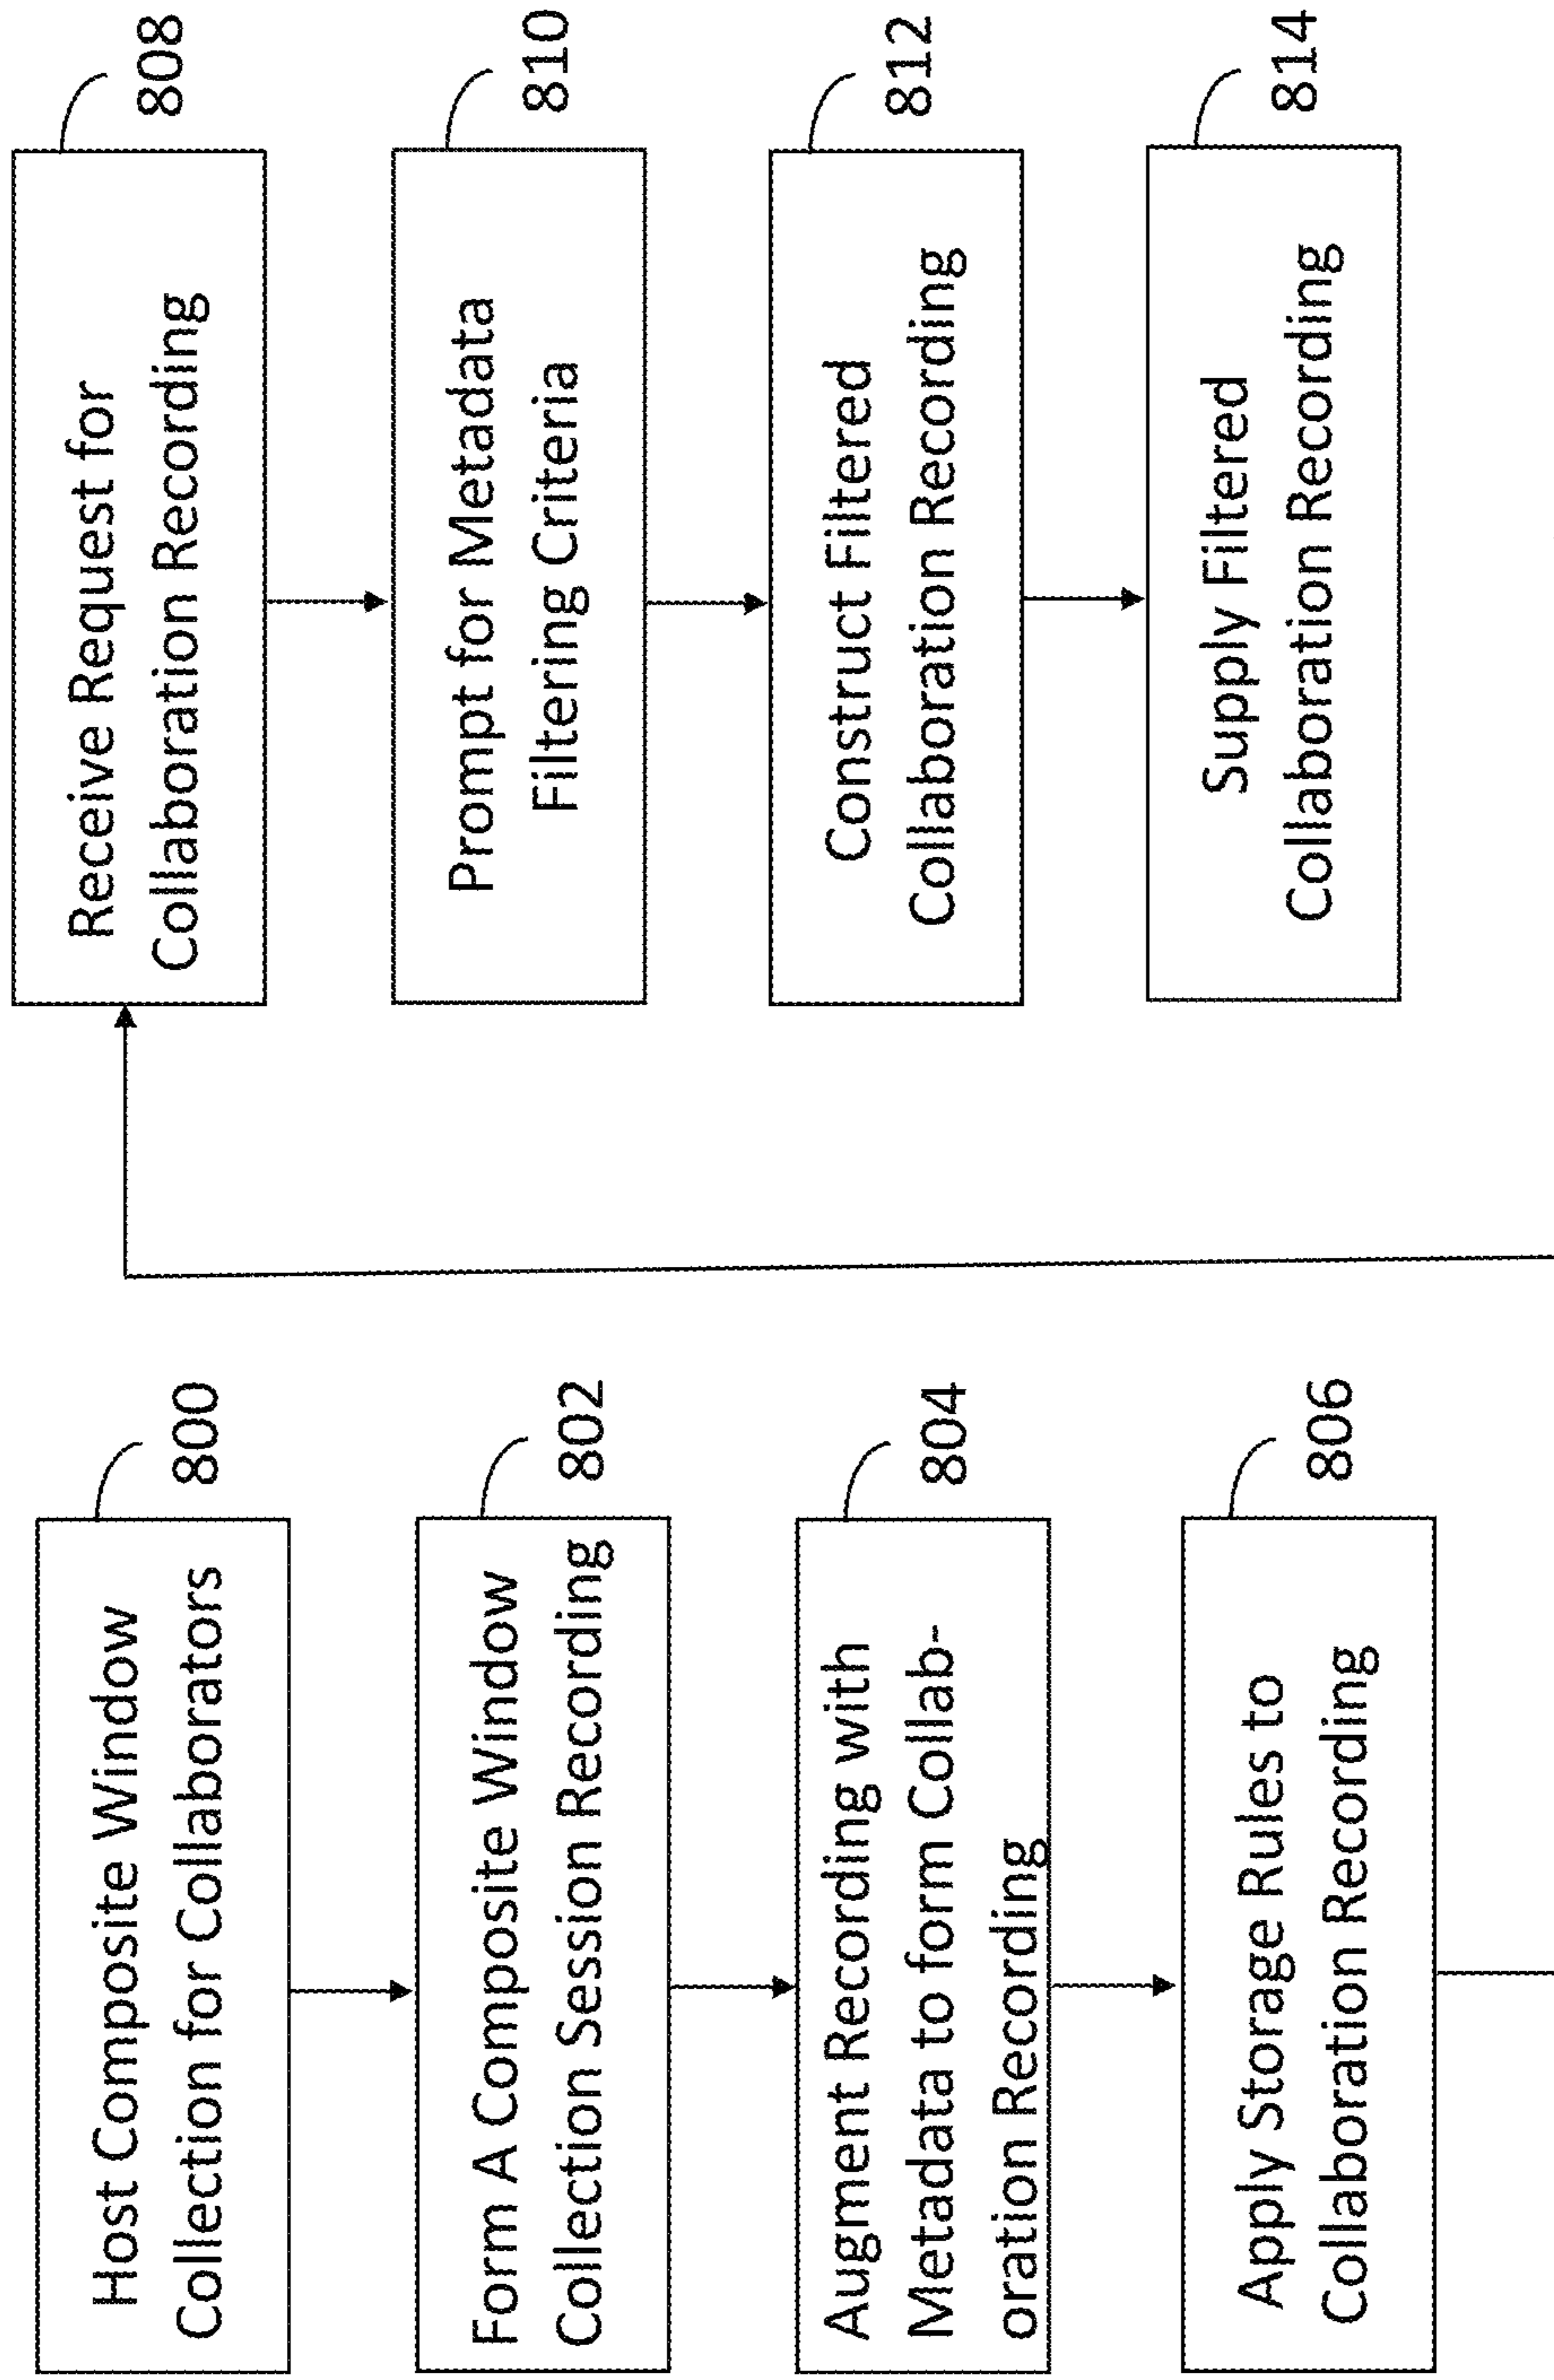 Host Composite Window
Collection for Collaborators
800
Form A Composite Window
Collection Session Recording
802
Augment Recording with
Metadata to form Collab-
oration Recording
804
Apply Storage Rules to
Collaboration Recording
806
Receive Request for
Collaboration Recording
808
Prompt for Metadata
Filtering Criteria
810
Construct Filtered
Collaboration Recording
812
Supply Filtered
Collaboration Recording
814